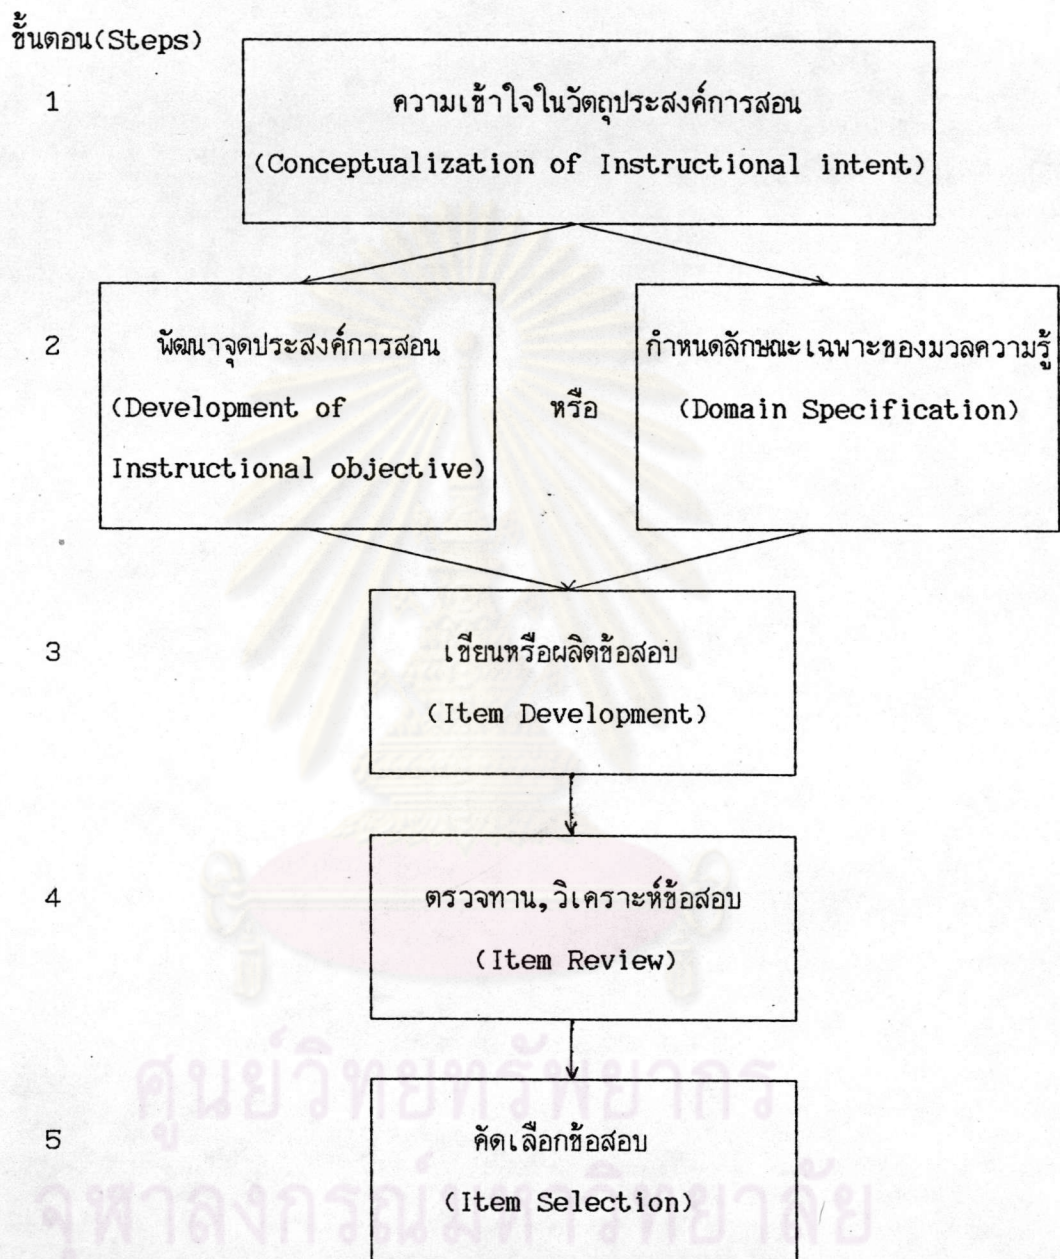 ขั้นตอน(Steps)
1
ความเข้าใจในวัตถุประสงค์การสอน
(Conceptualization of Instructional intent)
2
พัฒนาจุดประสงค์การสอน
(Development of
Instructional objective)
หรือ
กำหนดลักษณะเฉพาะของมวลความรู้
(Domain Specification)
3
เขียนหรือผลิตข้อสอบ
(Item Development)
4
ตรวจทาน,วิเคราะห์ข้อสอบ
(Item Review)
5
คัดเลือกข้อสอบ
(Item Selection)
ศูนย์วิทยทรัพยากร
จุฬาลงกรณ์มหาวิทยาลัย